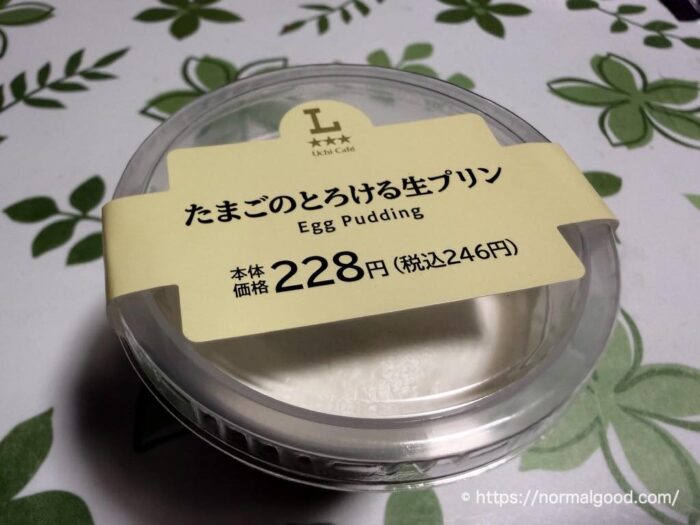 L
★★★
Uchi Café
たまごのとろける生プリン
Egg Pudding
本体価格228円(税込246円)
© https://normalgood.com/